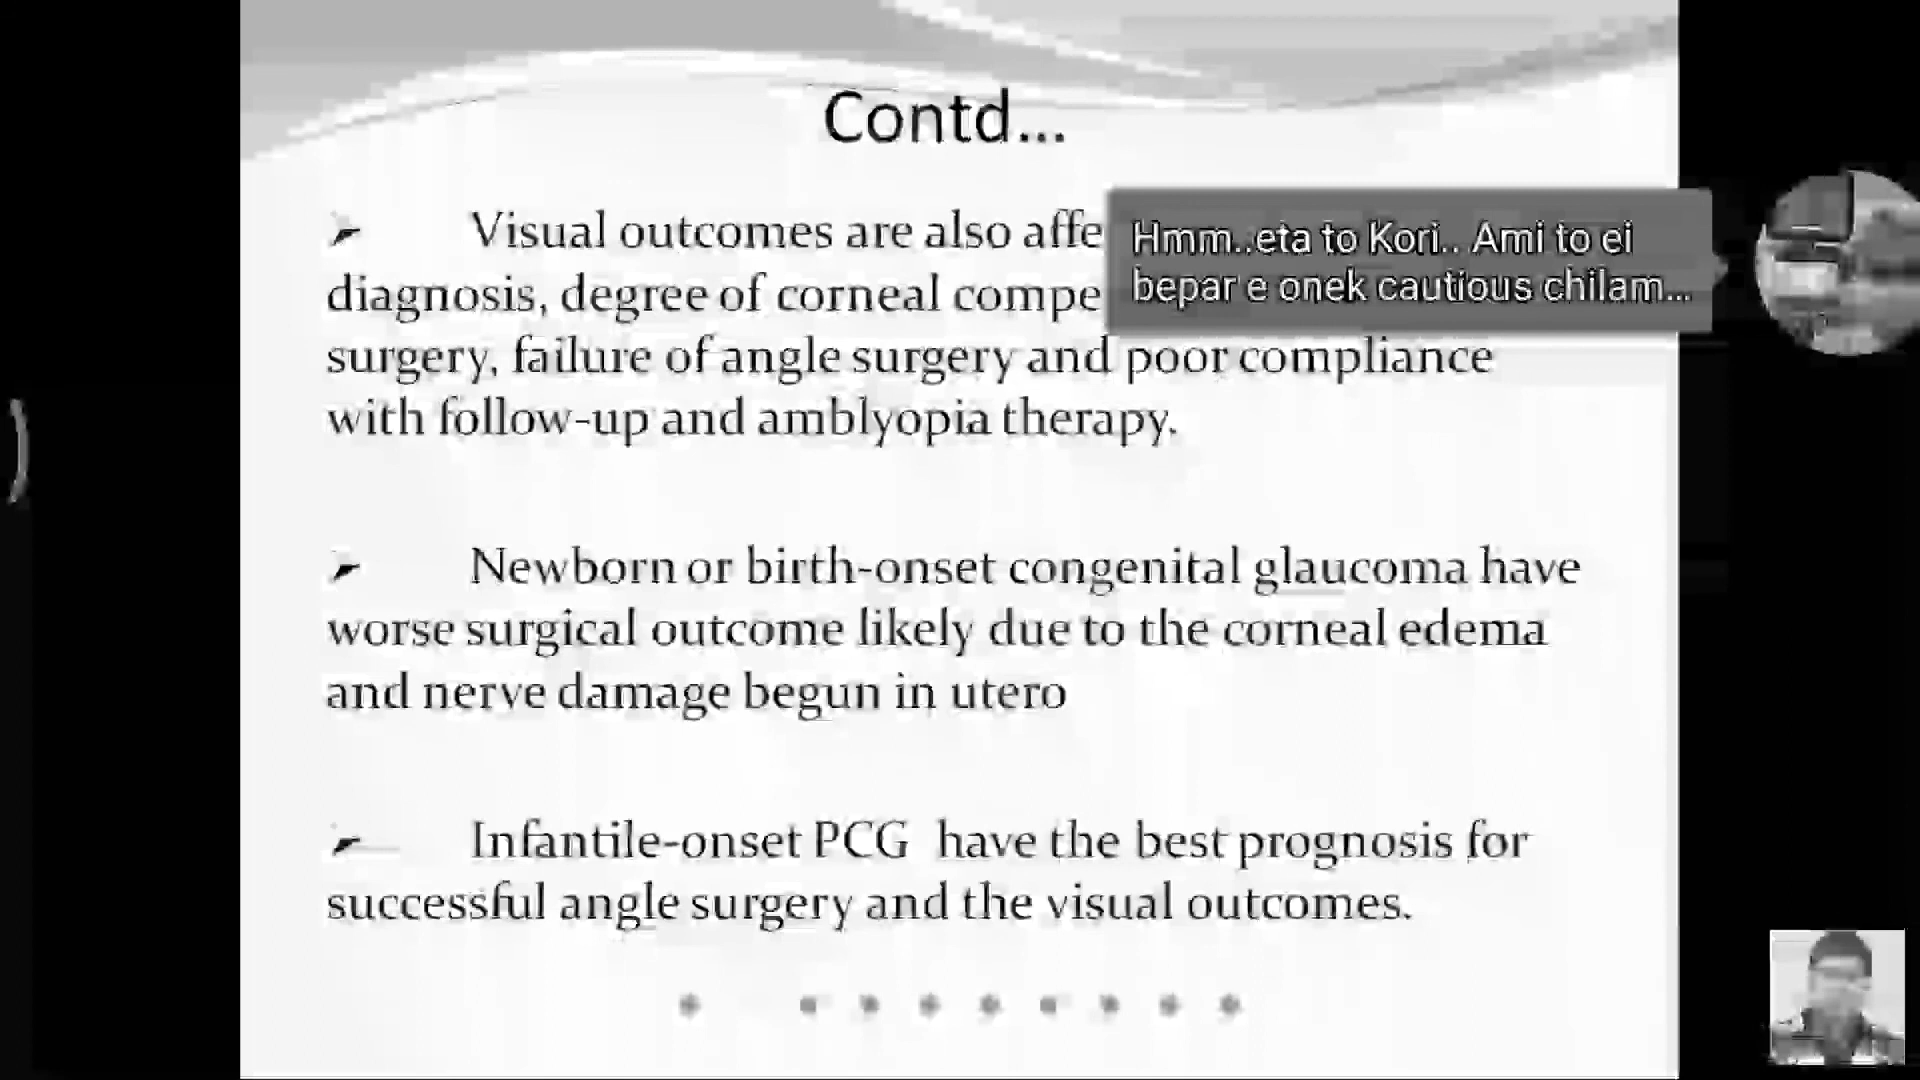 Contd...
➤ Visual outcomes are also affe
diagnosis, degree of corneal compe
surgery, failure of angle surgery and poor compliance
with follow-up and amblyopia therapy.
Hmm..eta to Kori.. Ami to ei
bepar e onek cautious chilam...
➤ Newborn or birth-onset congenital glaucoma have
worse surgical outcome likely due to the corneal edema
and nerve damage begun in utero
➤ Infantile-onset PCG have the best prognosis for
successful angle surgery and the visual outcomes.